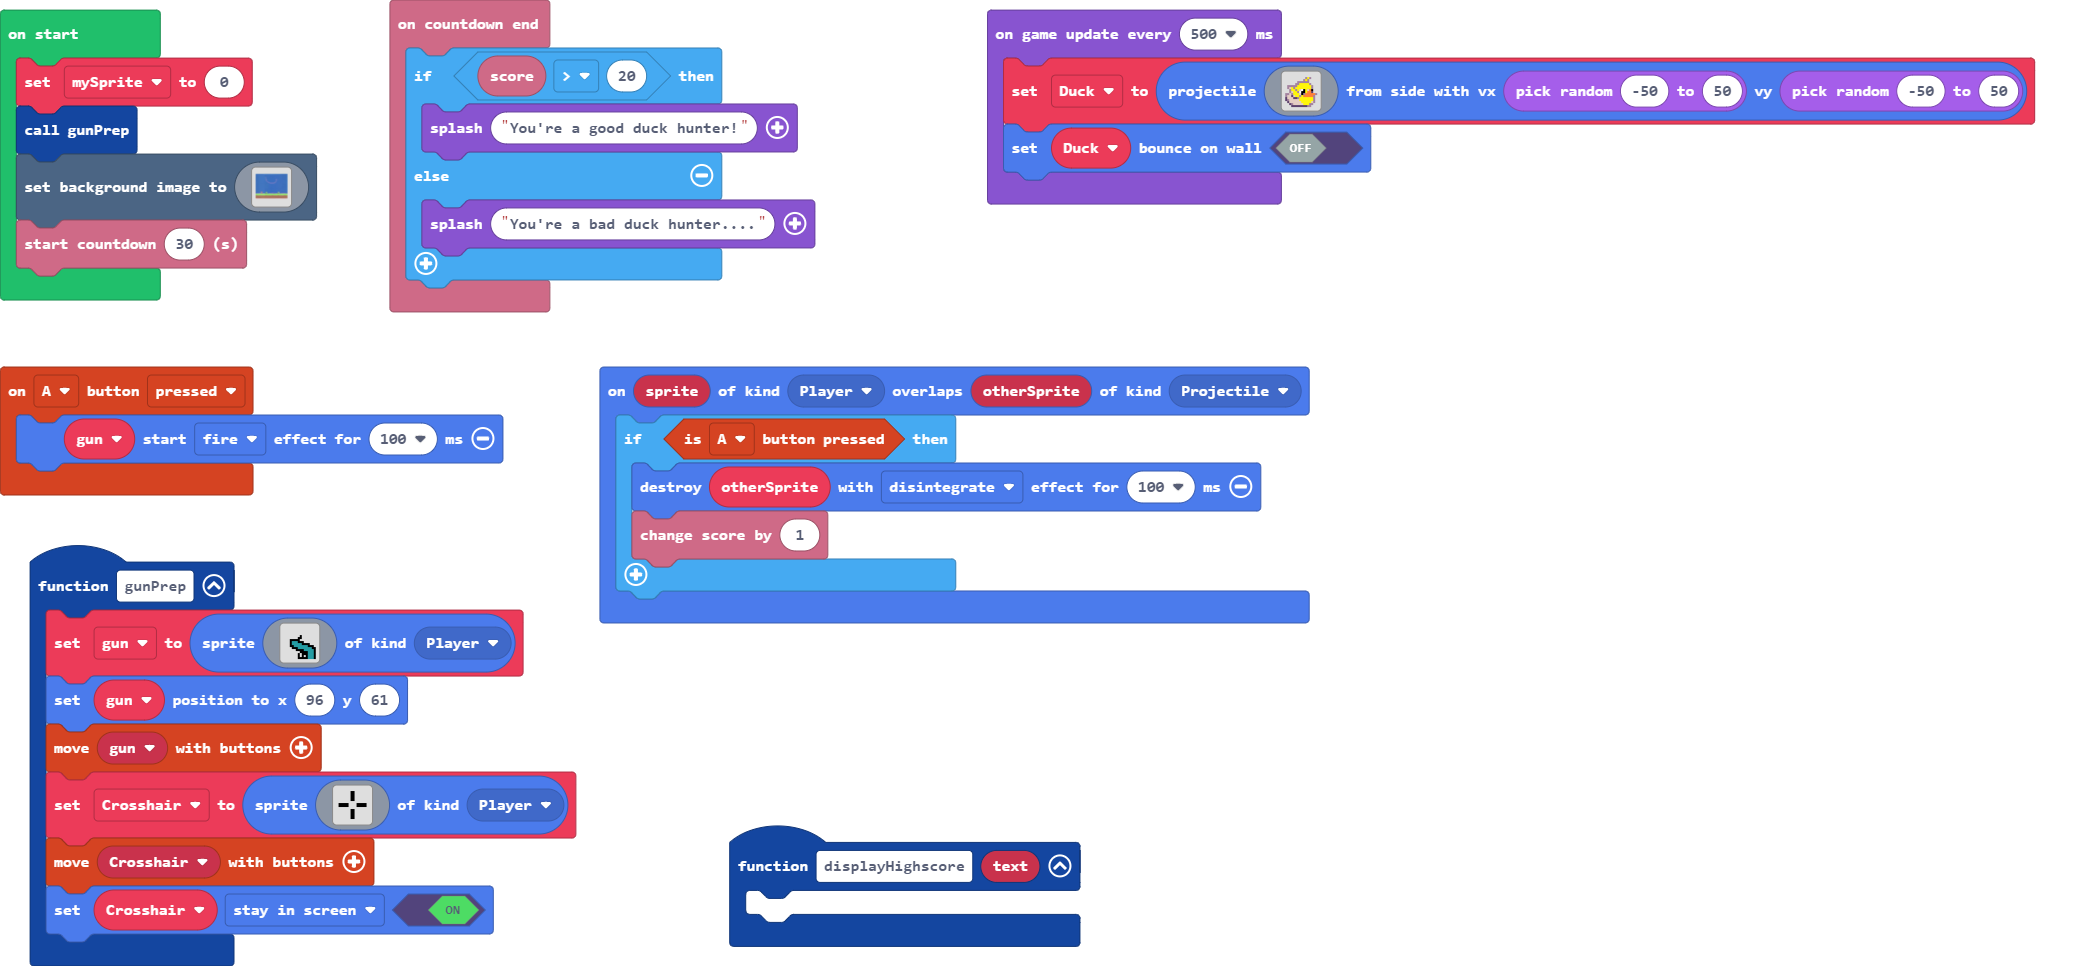 on start
set mySprite to 0
call gunPrep
set background image to
start countdown 30 (s)
on countdown end
if score > 20 then
splash "You're a good duck hunter!"
else
splash "You're a bad duck hunter...."
on game update every 500 ms
set Duck to projectile from side with vx pick random -50 to 50 vy pick random -50 to 50
set Duck bounce on wall OFF
on A button pressed
gun start fire effect for 100 ms
on sprite of kind Player overlaps otherSprite of kind Projectile
if is A button pressed then
destroy otherSprite with disintegrate effect for 100 ms
change score by 1
function gunPrep
set gun to sprite of kind Player
set gun position to x 96 y 61
move gun with buttons
set Crosshair to sprite of kind Player
move Crosshair with buttons
set Crosshair stay in screen ON
function displayHighscore text